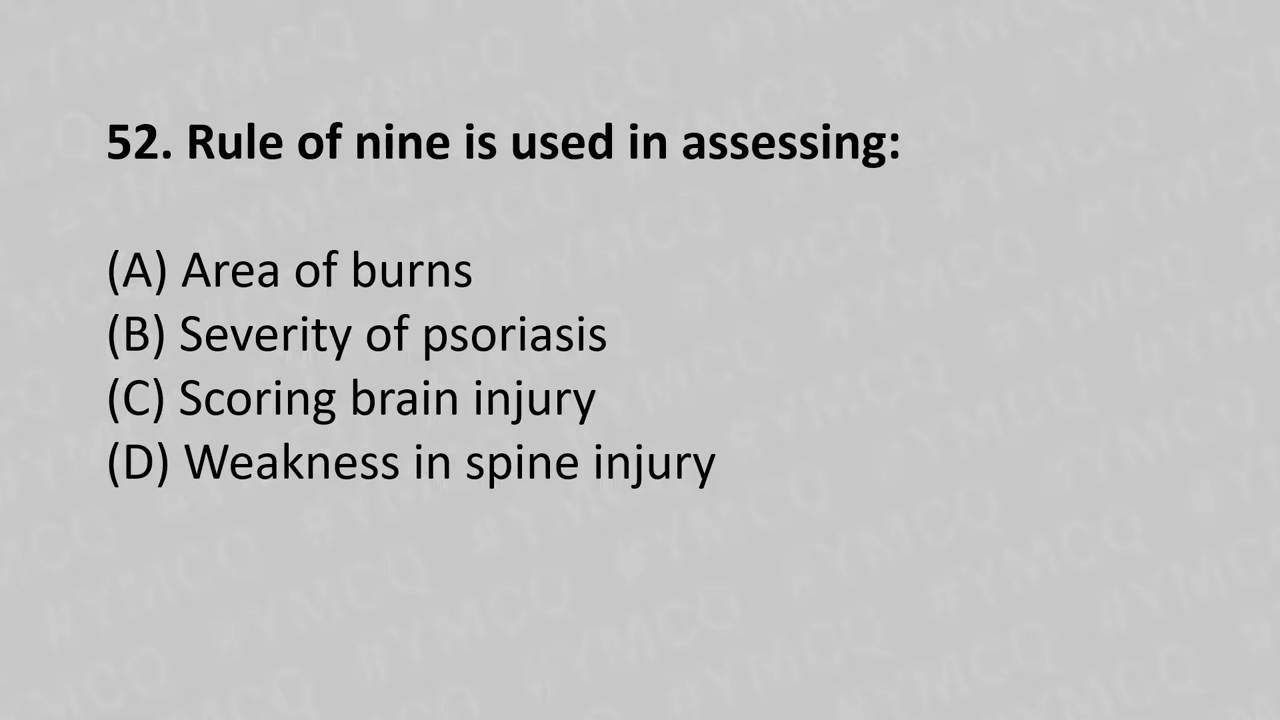 52. Rule of nine is used in assessing:
(A) Area of burns
(B) Severity of psoriasis
(C) Scoring brain injury
(D) Weakness in spine injury
#YMCQ